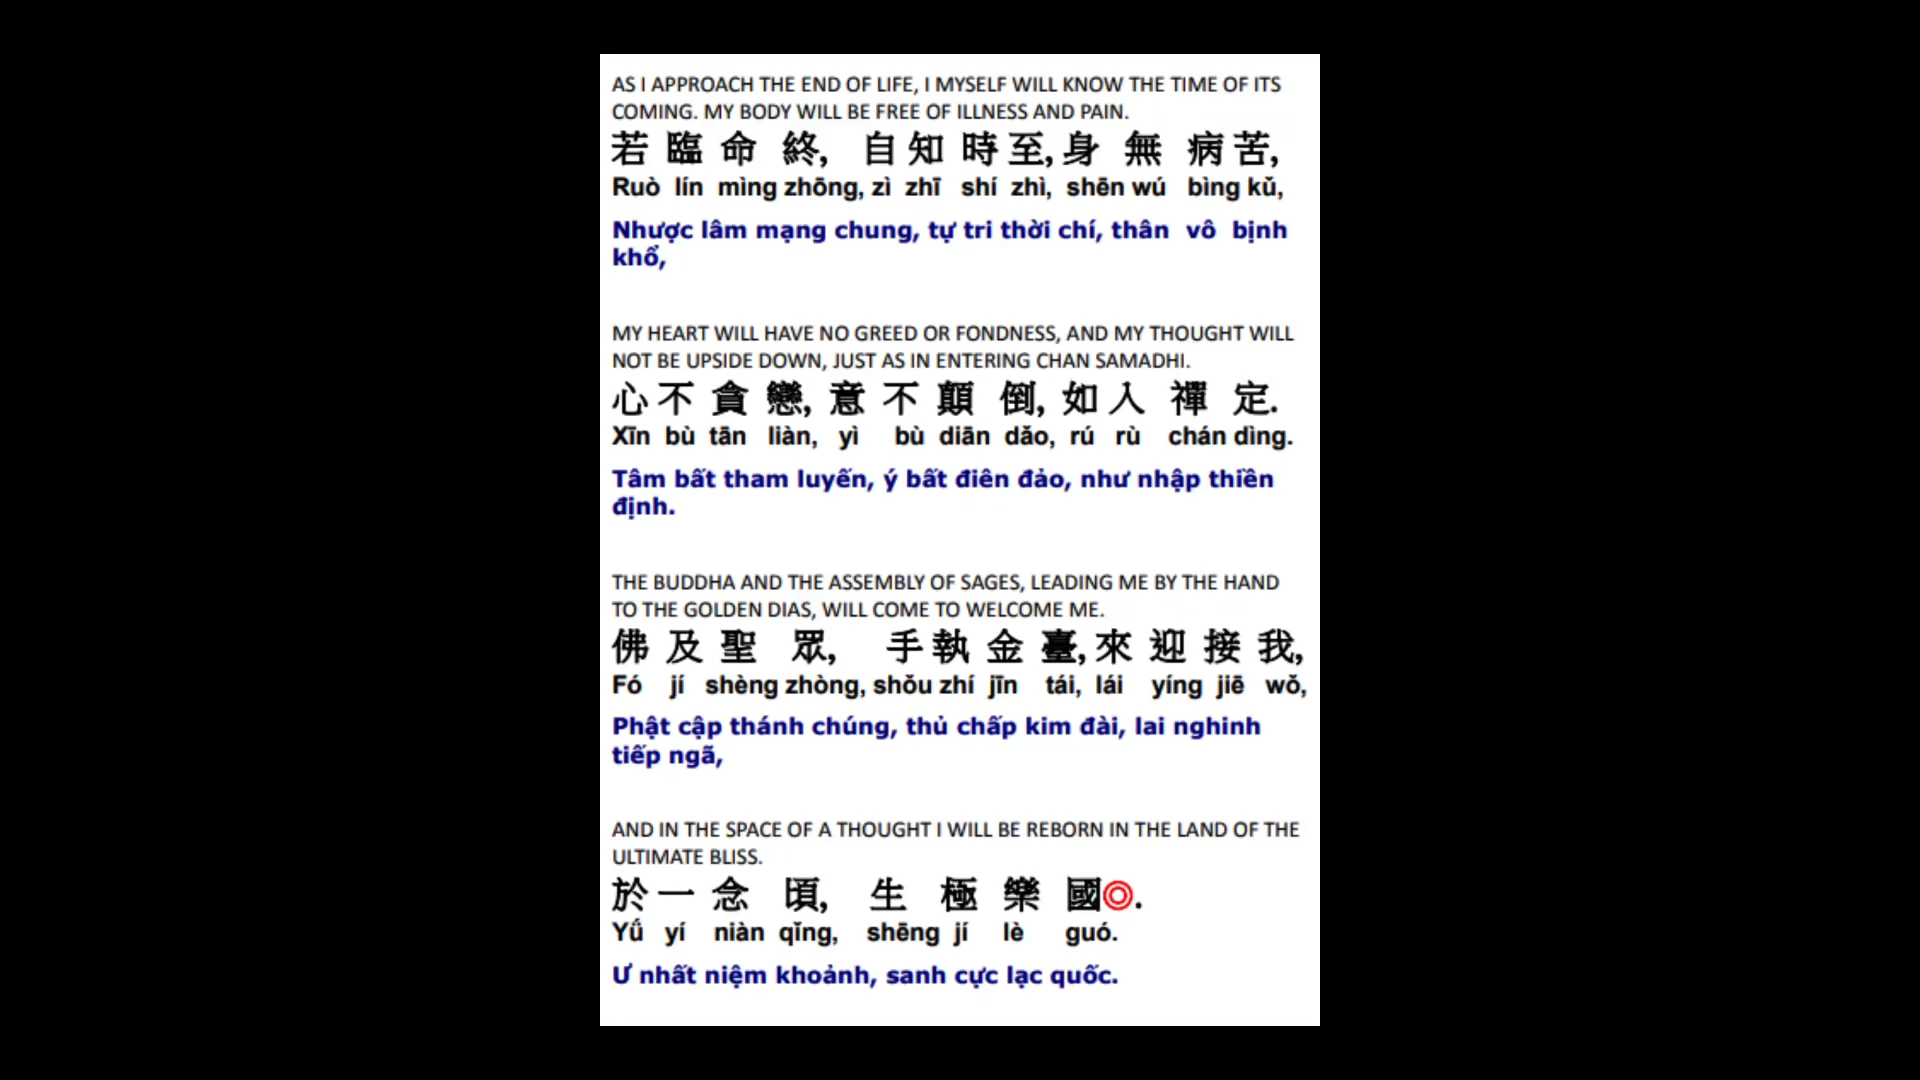 AS I APPROACH THE END OF LIFE, I MYSELF WILL KNOW THE TIME OF ITS
COMING. MY BODY WILL BE FREE OF ILLNESS AND PAIN.
若 臨 命 終, 自 知 時 至, 身 無 病 苦,
Ruò lín mìng zhōng, zì zhī shí zhì, shēn wú bìng kǔ,
Nhược lâm mạng chung, tự tri thời chí, thân vô bịnh
khổ,
MY HEART WILL HAVE NO GREED OR FONDNESS, AND MY THOUGHT WILL
NOT BE UPSIDE DOWN, JUST AS IN ENTERING CHAN SAMADHI.
心 不 貪 戀, 意 不 顛 倒, 如 入 禪 定.
Xīn bù tān liàn, yì bù diān dǎo, rú rù chán dìng.
Tâm bất tham luyến, ý bất điên đảo, như nhập thiền
định.
THE BUDDHA AND THE ASSEMBLY OF SAGES, LEADING ME BY THE HAND
TO THE GOLDEN DIAS, WILL COME TO WELCOME ME.
佛 及 聖 眾, 手 執 金 臺, 來 迎 接 我,
Fó jí shèng zhòng, shǒu zhí jīn tái, lái yíng jiē wǒ,
Phật cập thánh chúng, thủ chấp kim đài, lai nghinh
tiếp ngã,
AND IN THE SPACE OF A THOUGHT I WILL BE REBORN IN THE LAND OF THE
ULTIMATE BLISS.
於 一 念 頃, 生 極 樂 國◎.
Yǘ yí niàn qǐng, shēng jí lè guó.
Ư nhất niệm khoảnh, sanh cực lạc quốc.